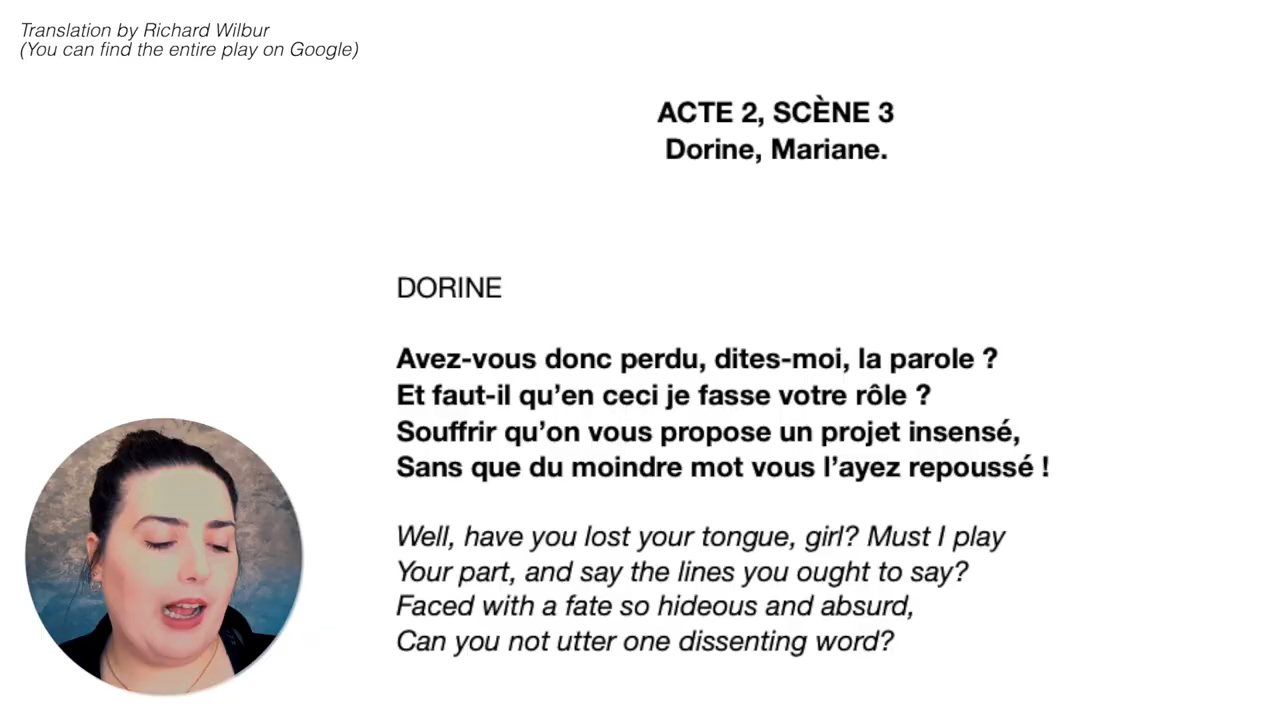 Translation by Richard Wilbur
(You can find the entire play on Google)
ACTE 2, SCÈNE 3
Dorine, Mariane.
DORINE
Avez-vous donc perdu, dites-moi, la parole ?
Et faut-il qu’en ceci je fasse votre rôle ?
Souffrir qu’on vous propose un projet insensé,
Sans que du moindre mot vous l’ayez repoussé !
Well, have you lost your tongue, girl? Must I play
Your part, and say the lines you ought to say?
Faced with a fate so hideous and absurd,
Can you not utter one dissenting word?